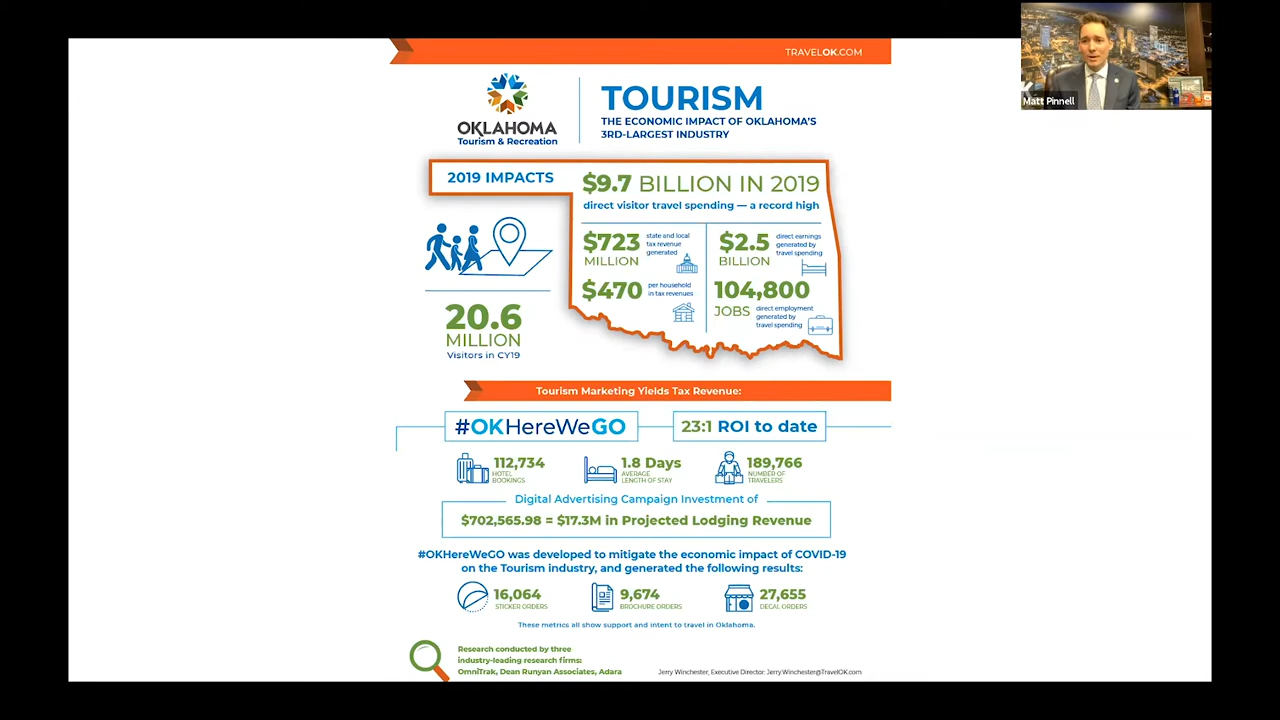 TRAVELOK.COM
Matt Pinnell
OKLAHOMA
Tourism & Recreation
TOURISM
THE ECONOMIC IMPACT OF OKLAHOMA'S
3RD-LARGEST INDUSTRY
2019 IMPACTS
$9.7 BILLION IN 2019
direct visitor travel spending — a record high
$723
MILLION
state and local
tax revenue
generated
$2.5
BILLION
direct earnings
generated by
travel spending
$470
per household
in tax revenues
104,800
JOBS
direct employment
generated by
travel spending
20.6
MILLION
Visitors in CY19
Tourism Marketing Yields Tax Revenue:
#OKHereWeGO
23:1 ROI to date
112,734
HOTEL
BOOKINGS
1.8 Days
AVERAGE
LENGTH OF STAY
189,766
NUMBER OF
TRAVELERS
Digital Advertising Campaign Investment of
$702,565.98 = $17.3M in Projected Lodging Revenue
#OKHereWeGO was developed to mitigate the economic impact of COVID-19
on the Tourism industry, and generated the following results:
16,064
STICKER ORDERS
9,674
BROCHURE ORDERS
27,655
DECAL ORDERS
These metrics all show support and intent to travel in Oklahoma.
Research conducted by three
industry-leading research firms:
OmniTrak, Dean Runyan Associates, Adara
Jerry Winchester, Executive Director: Jerry.Winchester@TravelOK.com